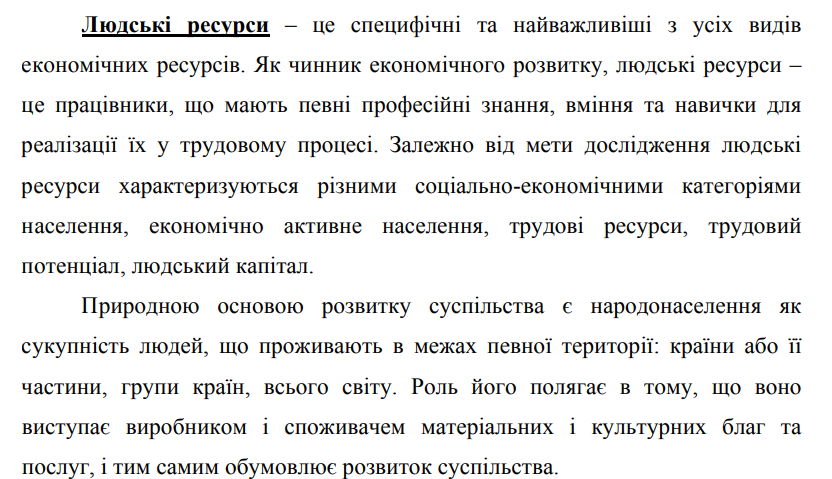 Людські ресурси – це специфічні та найважливіші з усіх видів
економічних ресурсів. Як чинник економічного розвитку, людські ресурси –
це працівники, що мають певні професійні знання, вміння та навички для
реалізації їх у трудовому процесі. Залежно від мети дослідження людські
ресурси характеризуються різними соціально-економічними категоріями
населення, економічно активне населення, трудові ресурси, трудовий
потенціал, людський капітал.
Природною основою розвитку суспільства є народонаселення як
сукупність людей, що проживають в межах певної території: країни або її
частини, групи країн, всього світу. Роль його полягає в тому, що воно
виступає виробником і споживачем матеріальних і культурних благ та
послуг, і тим самим обумовлює розвиток суспільства.